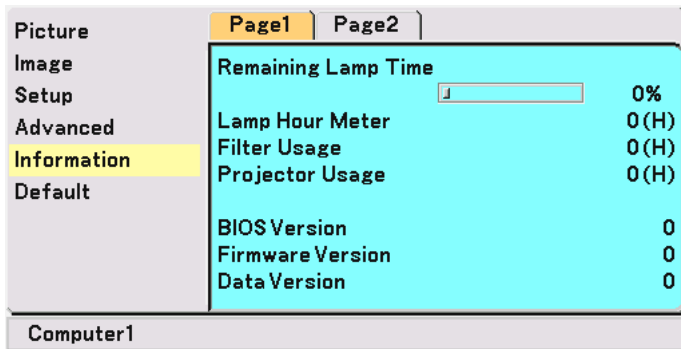 Picture
Image
Setup
Advanced
Information
Default
Page1 Page2
Remaining Lamp Time
0%
Lamp Hour Meter 0(H)
Filter Usage 0(H)
Projector Usage 0(H)
BIOS Version 0
Firmware Version 0
Data Version 0
Computer1